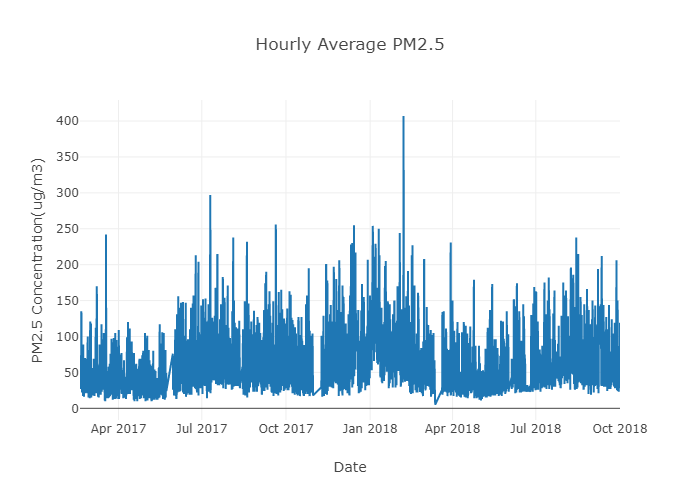 Hourly Average PM2.5
PM2.5 Concentration(ug/m3)
400
350
300
250
200
150
100
50
0
Apr 2017 Jul 2017 Oct 2017 Jan 2018 Apr 2018 Jul 2018 Oct 2018
Date